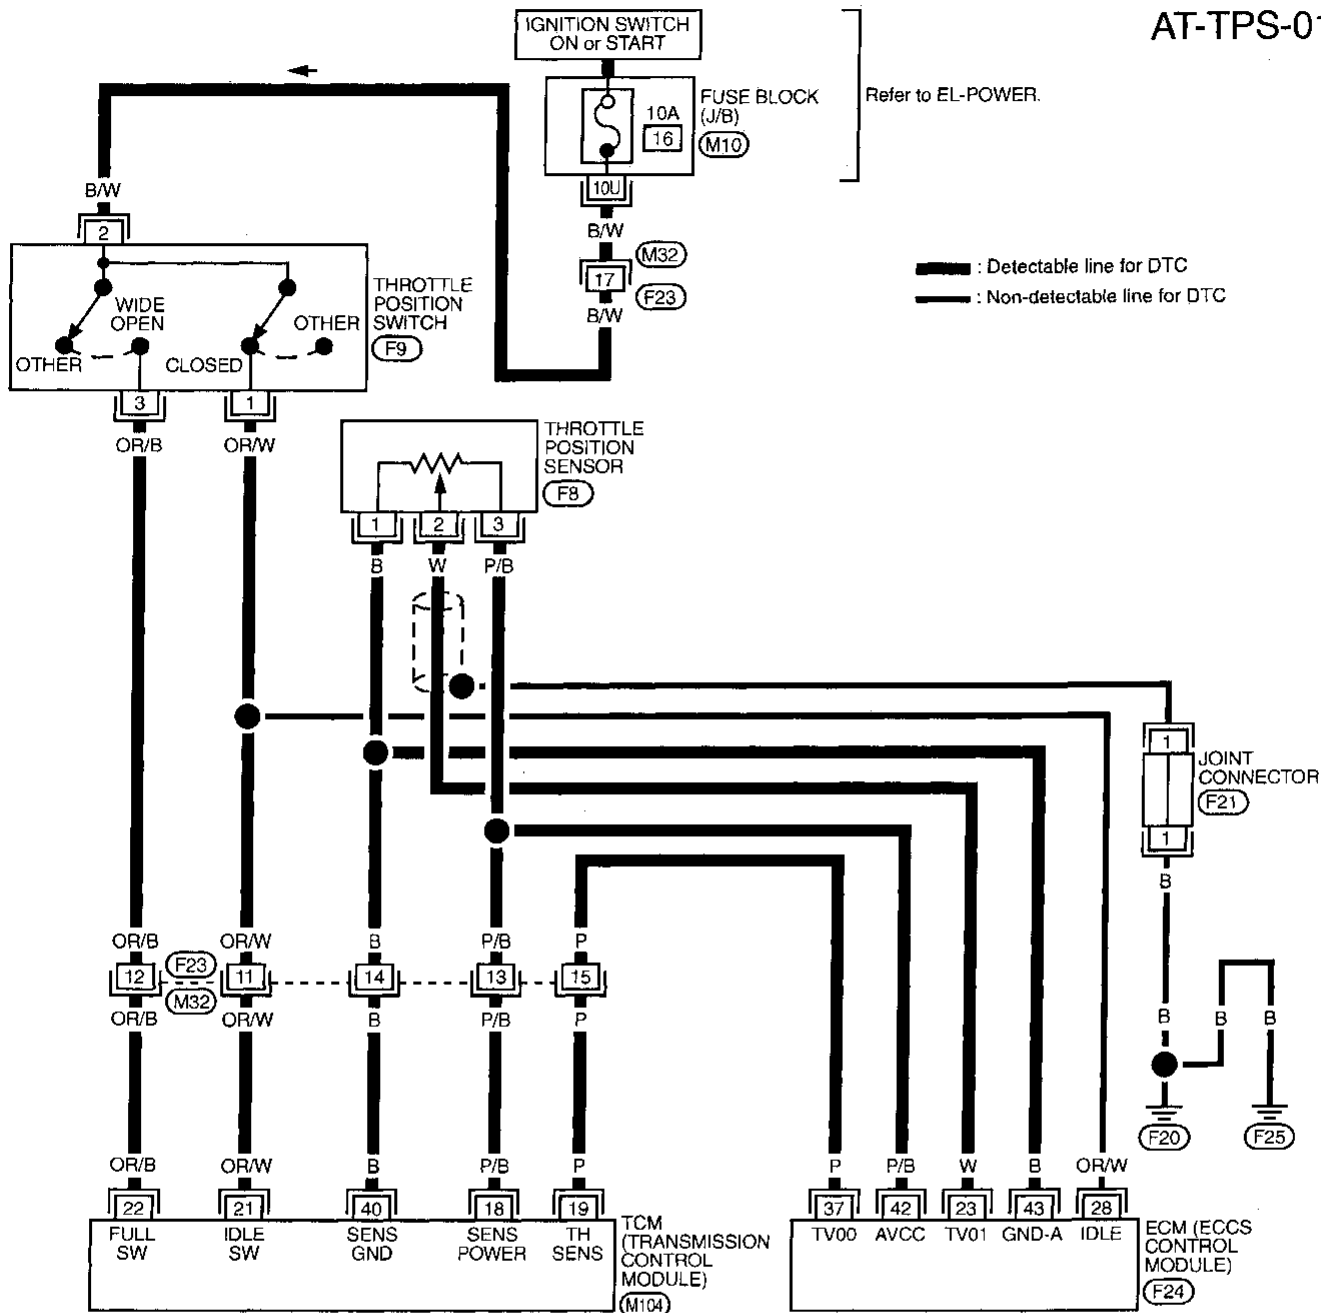 AT-TPS-01
IGNITION SWITCH
ON or START
FUSE BLOCK
(J/B)
M10
10A
16
Refer to EL-POWER.
10U
B/W
M32
17
F23
B/W
: Detectable line for DTC
: Non-detectable line for DTC
B/W
2
THROTTLE
POSITION
SWITCH
F9
WIDE
OPEN
OTHER
OTHER
CLOSED
3
1
OR/B
OR/W
THROTTLE
POSITION
SENSOR
F8
1
2
3
B
W
P/B
1
JOINT
CONNECTOR
F21
1
B
OR/B
OR/W
B
P/B
P
12
F23
11
14
13
15
M32
OR/B
OR/W
B
P/B
P
B
B
B
F20
F25
OR/B
OR/W
B
P/B
P
P
P/B
W
B
OR/W
22
21
40
18
19
37
42
23
43
28
FULL
SW
IDLE
SW
SENS
GND
SENS
POWER
TH
SENS
TCM
(TRANSMISSION
CONTROL
MODULE)
M104
TV00
AVCC
TV01
GND-A
IDLE
ECM (ECCS
CONTROL
MODULE)
F24